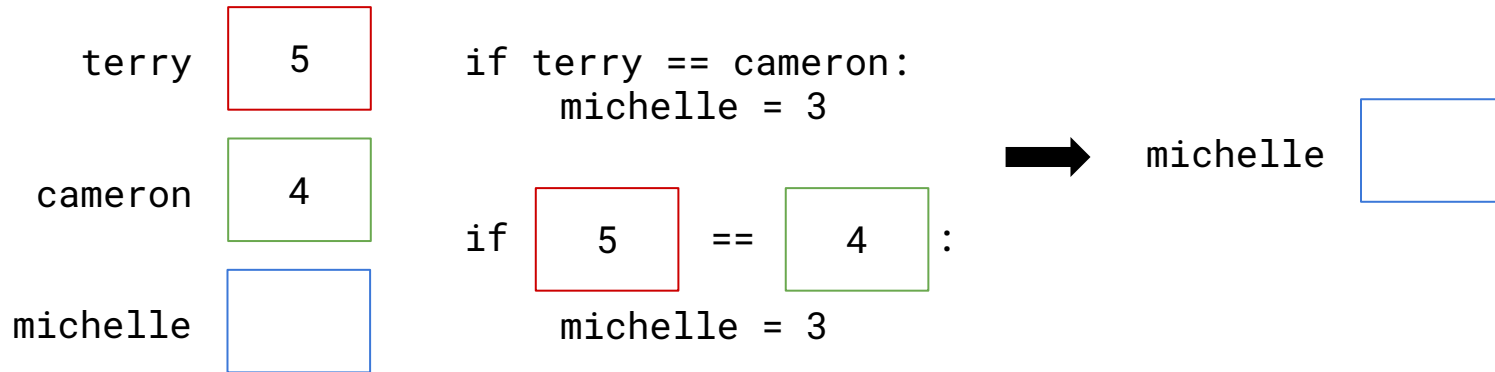 terry 5
cameron 4
michelle
if terry == cameron:
michelle = 3
if 5 == 4 :
michelle = 3
michelle